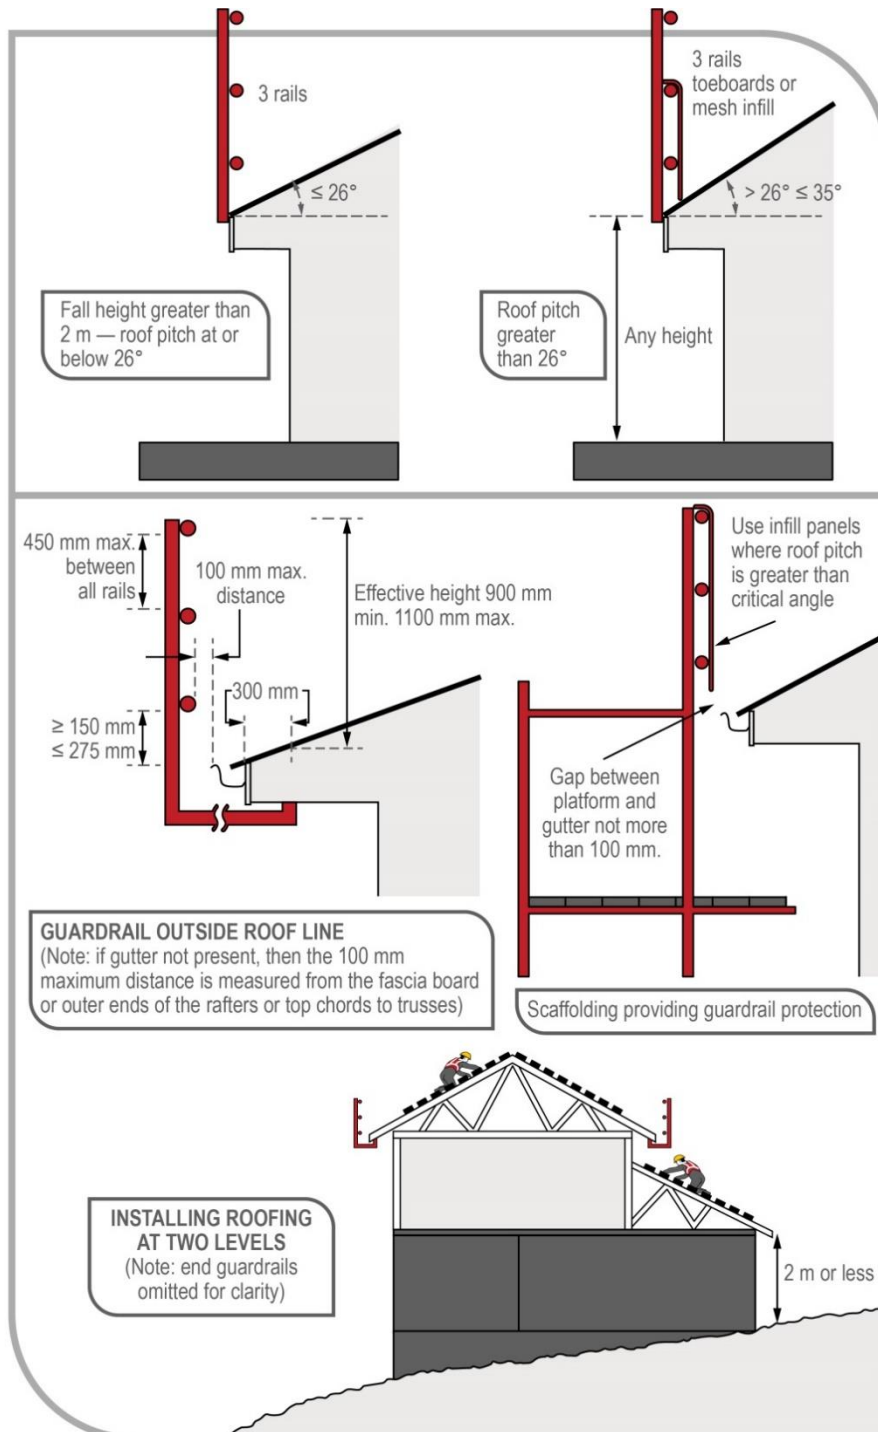 3 rails
≤ 26°
Fall height greater than
2 m — roof pitch at or
below 26°
3 rails
toeboards or
mesh infill
> 26° ≤ 35°
Roof pitch
greater
than 26°
Any height
450 mm max.
between
all rails
100 mm max.
distance
Effective height 900 mm
min. 1100 mm max.
300 mm
≥ 150 mm
≤ 275 mm
GUARDRAIL OUTSIDE ROOF LINE
(Note: if gutter not present, then the 100 mm
maximum distance is measured from the fascia board
or outer ends of the rafters or top chords to trusses)
Use infill panels
where roof pitch
is greater than
critical angle
Gap between
platform and
gutter not more
than 100 mm.
Scaffolding providing guardrail protection
INSTALLING ROOFING
AT TWO LEVELS
(Note: end guardrails
omitted for clarity)
2 m or less